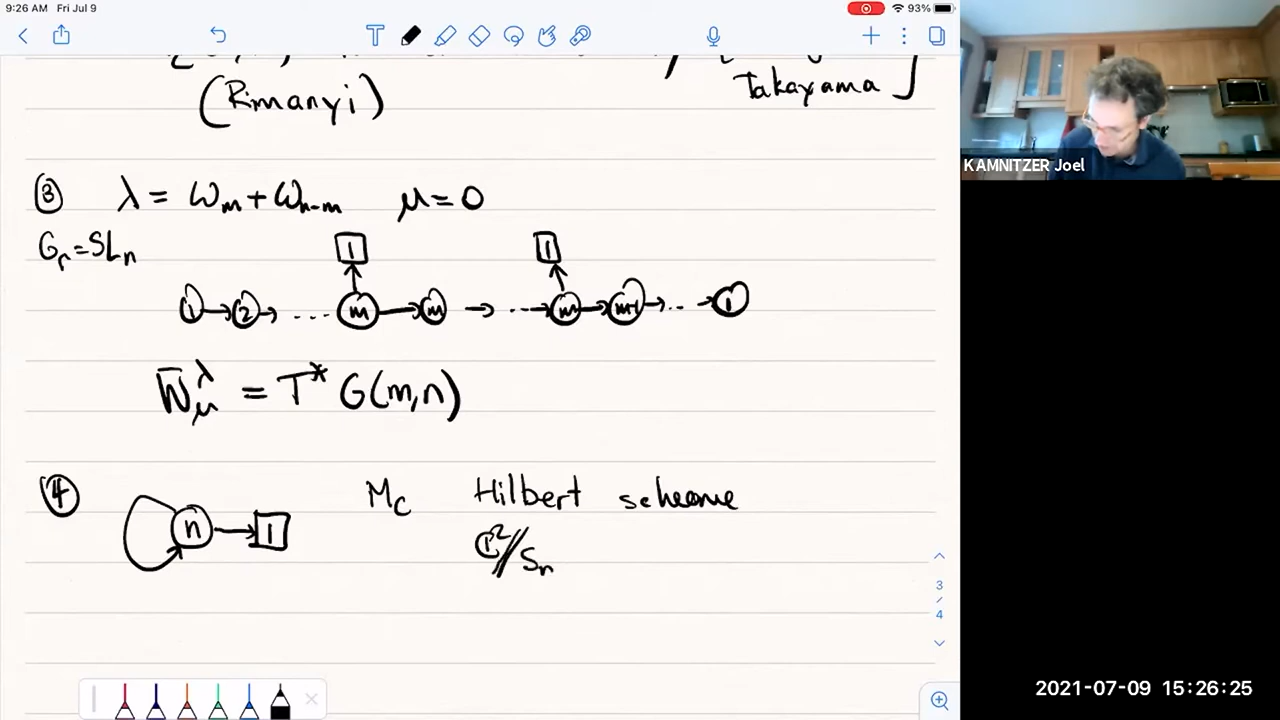 9:26 AM Fri Jul 9
93%
(Rimanyi)
Takayama ]
③ λ = ω_m + ω_{n-m} μ = 0
G_r = SL_n
1 1
1 → 2 → .... m → m → ... → m → m-1 → ... → 1
W̄^λ_μ = T* G(m,n)
④ n → 1 M_C Hilbert scheme
ℂ²//S_n
3
/
4
KAMNITZER Joel
2021-07-09 15:26:25